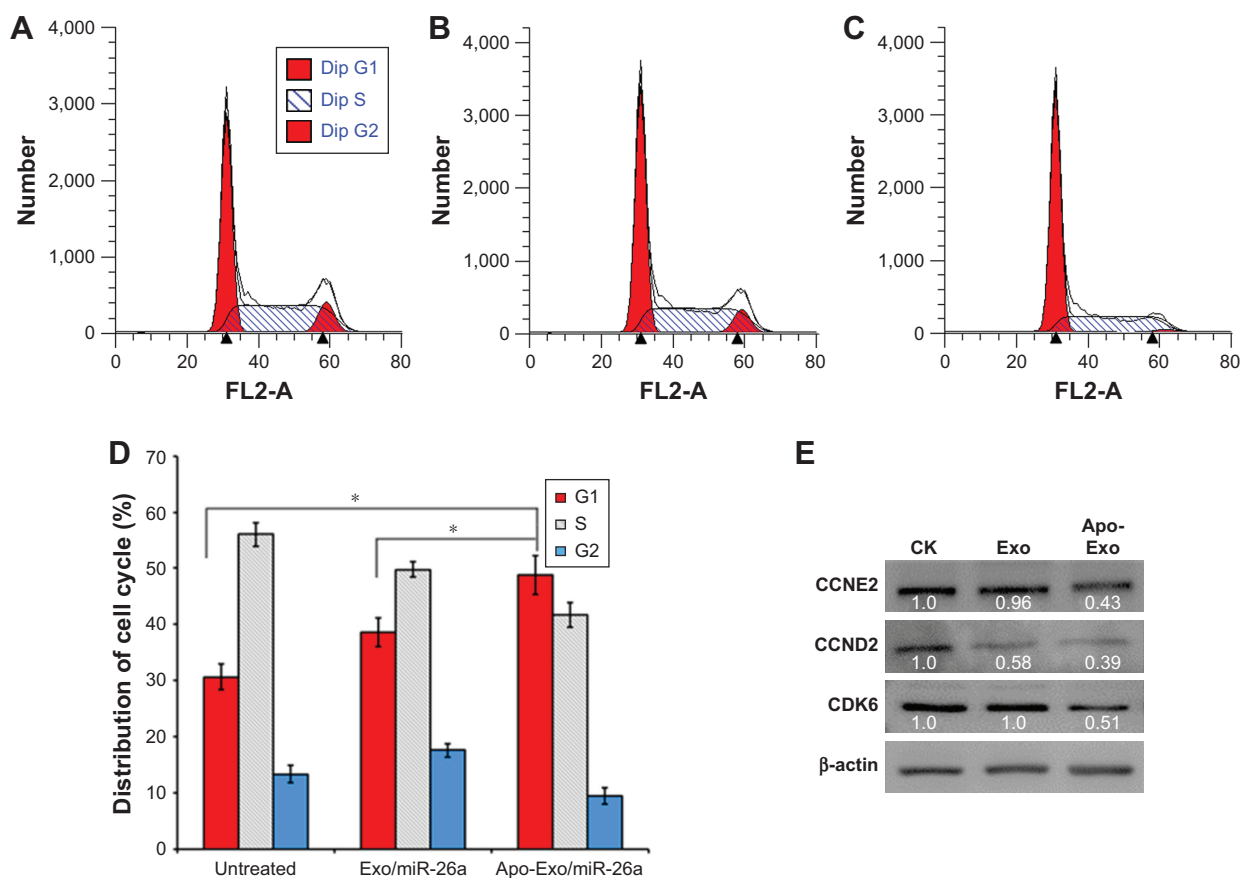 A
4,000
3,000
2,000
1,000
0
Number
0 20 40 60 80
FL2-A
Dip G1
Dip S
Dip G2
B
4,000
3,000
2,000
1,000
0
Number
0 20 40 60 80
FL2-A
C
4,000
3,000
2,000
1,000
0
Number
0 20 40 60 80
FL2-A
D
70
60
50
40
30
20
10
0
Distribution of cell cycle (%)
*
*
G1
S
G2
Untreated Exo/miR-26a Apo-Exo/miR-26a
E
CK Exo Apo-
Exo
CCNE2
1.0 0.96 0.43
CCND2
1.0 0.58 0.39
CDK6
1.0 1.0 0.51
β-actin